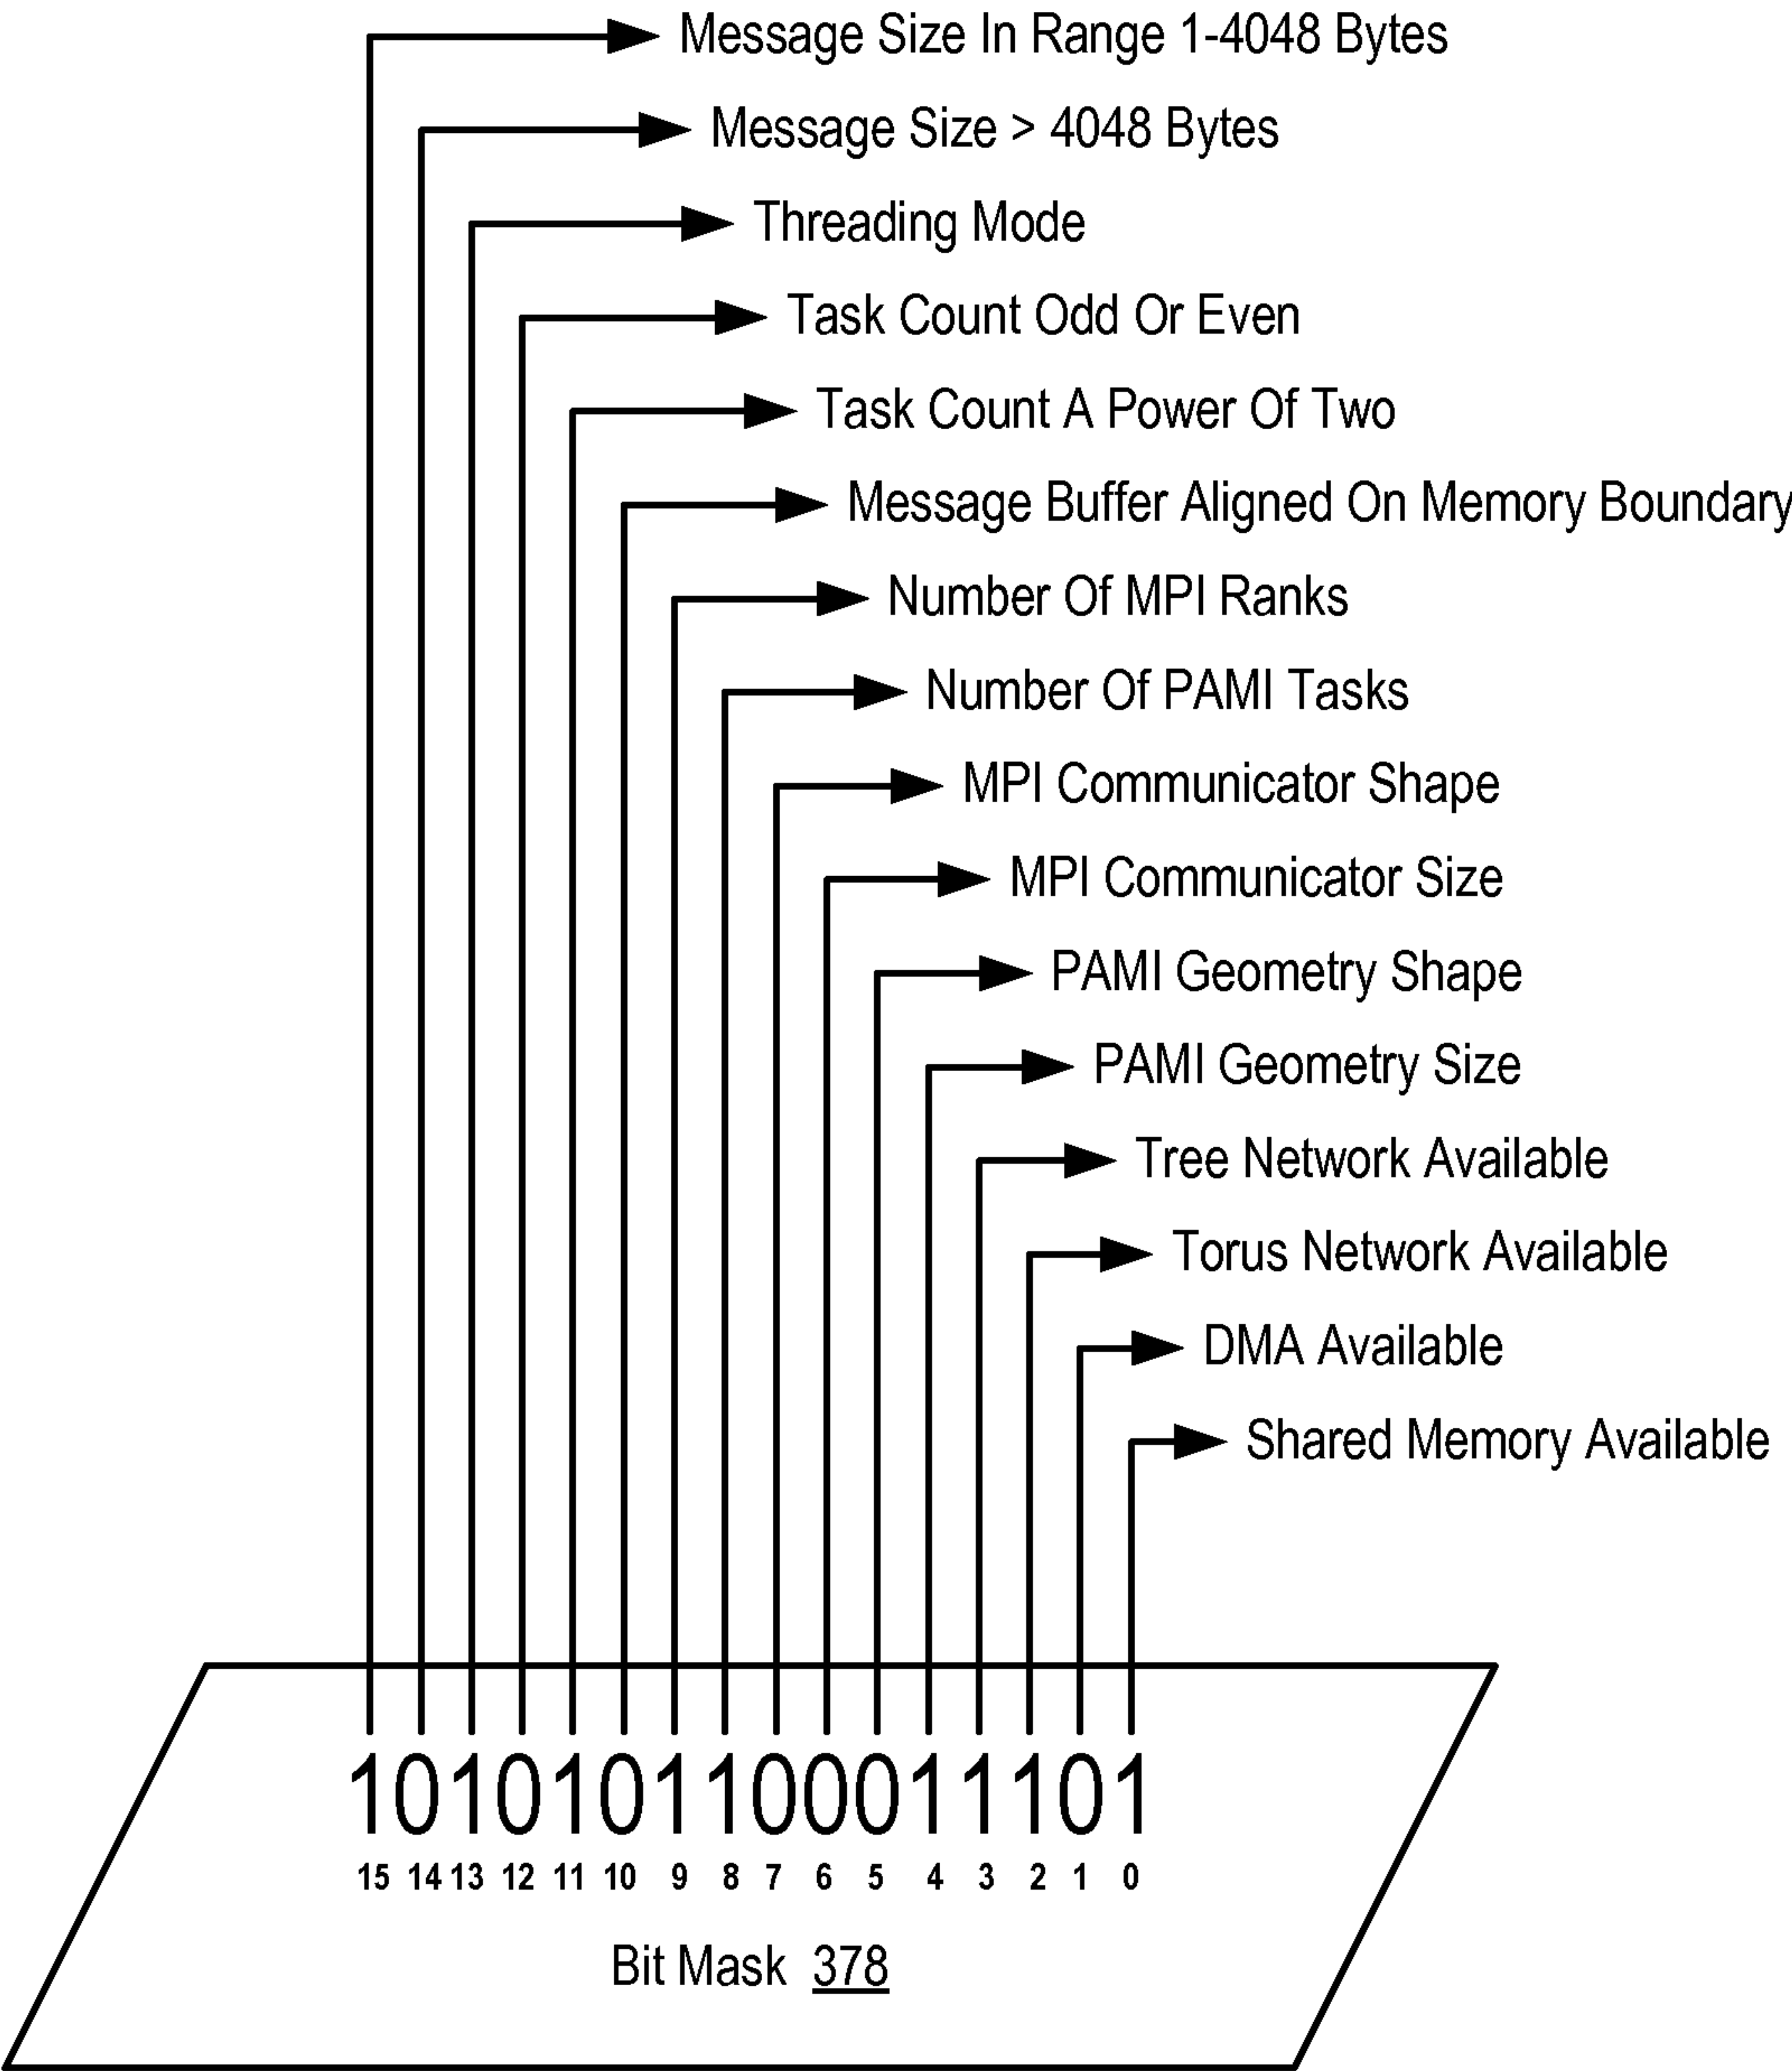 Message Size In Range 1-4048 Bytes
Message Size > 4048 Bytes
Threading Mode
Task Count Odd Or Even
Task Count A Power Of Two
Message Buffer Aligned On Memory Boundary
Number Of MPI Ranks
Number Of PAMI Tasks
MPI Communicator Shape
MPI Communicator Size
PAMI Geometry Shape
PAMI Geometry Size
Tree Network Available
Torus Network Available
DMA Available
Shared Memory Available
1010101100011101
15 14 13 12 11 10 9 8 7 6 5 4 3 2 1 0
Bit Mask 378